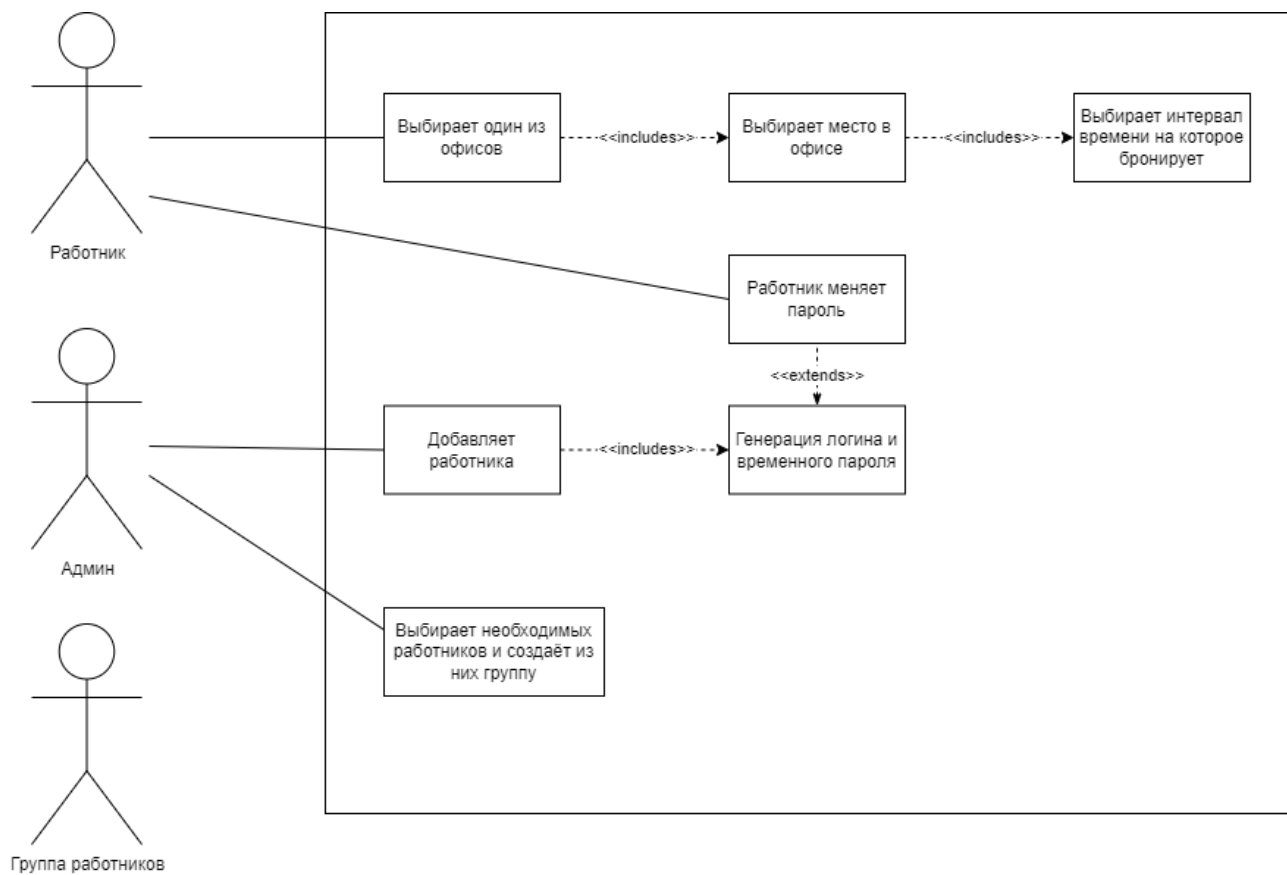 Выбирает один из
офисов
<<includes>>
Выбирает место в
офисе
<<includes>>
Выбирает интервал
времени на которое
бронирует
Работник
Работник меняет
пароль
<<extends>>
Добавляет
работника
<<includes>>
Генерация логина и
временного пароля
Админ
Выбирает необходимых
работников и создаёт из
них группу
Группа работников